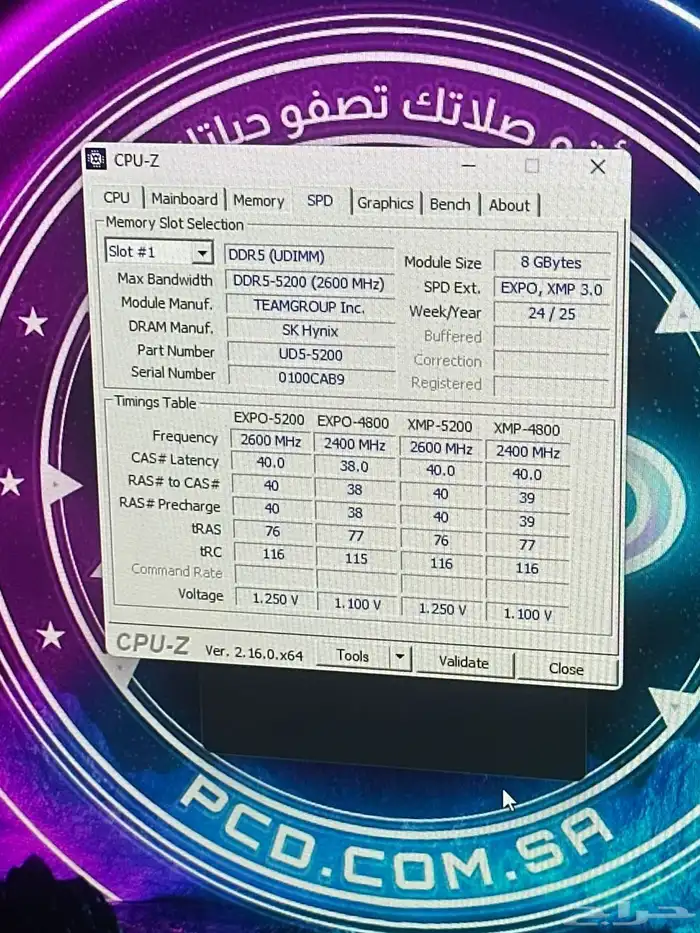 صلاتك تصفو حياتك
CPU-Z
CPU Mainboard Memory SPD Graphics Bench About
Memory Slot Selection
Slot #1 DDR5 (UDIMM) Module Size 8 GBytes
Max Bandwidth DDR5-5200 (2600 MHz) SPD Ext. EXPO, XMP 3.0
Module Manuf. TEAMGROUP Inc. Week/Year 24 / 25
DRAM Manuf. SK Hynix Buffered
Part Number UD5-5200 Correction
Serial Number 0100CAB9 Registered
Timings Table
EXPO-5200 EXPO-4800 XMP-5200 XMP-4800
Frequency 2600 MHz 2400 MHz 2600 MHz 2400 MHz
CAS# Latency 40.0 38.0 40.0 40.0
RAS# to CAS# 40 38 40 39
RAS# Precharge 40 38 40 39
tRAS 76 77 76 77
tRC 116 115 116 116
Command Rate
Voltage 1.250 V 1.100 V 1.250 V 1.100 V
CPU-Z Ver. 2.16.0.x64 Tools Validate Close
PCD.COM.SA
حراج